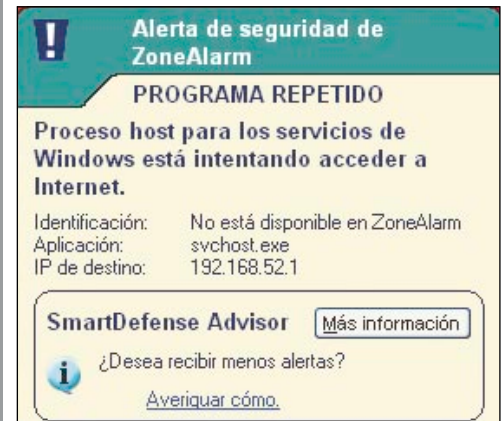 Alerta de seguridad de
ZoneAlarm
PROGRAMA REPETIDO
Proceso host para los servicios de
Windows está intentando acceder a
Internet.
Identificación: No está disponible en ZoneAlarm
Aplicación: svchost.exe
IP de destino: 192.168.52.1
SmartDefense Advisor Más información
¿Desea recibir menos alertas?
Averiguar cómo.